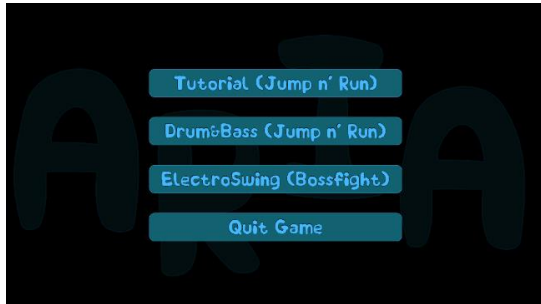 ARIA
Tutorial (Jump n' Run)
Drum&Bass (Jump n' Run)
ElectroSwing (Bossfight)
Quit Game